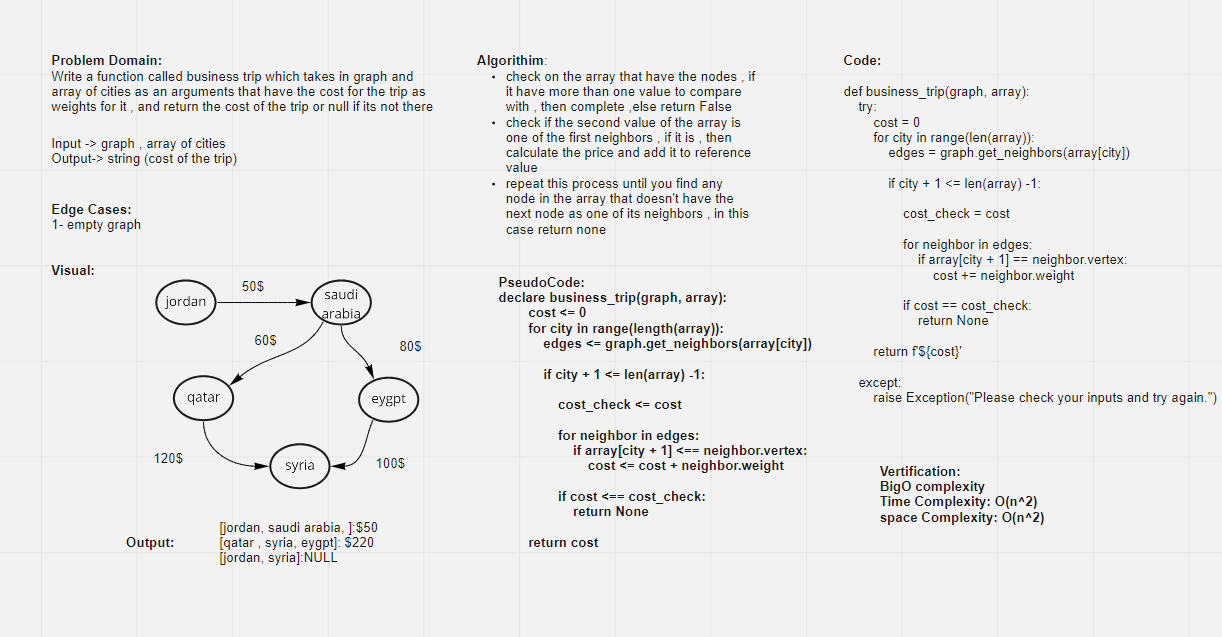 Problem Domain:
Write a function called business trip which takes in graph and
array of cities as an arguments that have the cost for the trip as
weights for it , and return the cost of the trip or null if its not there
Input -> graph , array of cities
Output-> string (cost of the trip)
Edge Cases:
1- empty graph
Visual:
jordan
50$
saudi
arabia
60$
80$
qatar
eygpt
120$
syria
100$
Output:
[jordan, saudi arabia, ]:$50
[qatar , syria, eygpt]: $220
[jordan, syria]:NULL
Algorithim:
• check on the array that have the nodes , if
it have more than one value to compare
with , then complete ,else return False
• check if the second value of the array is
one of the first neighbors , if it is , then
calculate the price and add it to reference
value
• repeat this process until you find any
node in the array that doesn't have the
next node as one of its neighbors , in this
case return none
PseudoCode:
declare business_trip(graph, array):
cost <= 0
for city in range(length(array)):
edges <= graph.get_neighbors(array[city])
if city + 1 <= len(array) -1:
cost_check <= cost
for neighbor in edges:
if array[city + 1] <== neighbor.vertex:
cost <= cost + neighbor.weight
if cost <== cost_check:
return None
return cost
Code:
def business_trip(graph, array):
try:
cost = 0
for city in range(len(array)):
edges = graph.get_neighbors(array[city])
if city + 1 <= len(array) -1:
cost_check = cost
for neighbor in edges:
if array[city + 1] == neighbor.vertex:
cost += neighbor.weight
if cost == cost_check:
return None
return f'${cost}'
except:
raise Exception("Please check your inputs and try again.")
Vertification:
BigO complexity
Time Complexity: O(n^2)
space Complexity: O(n^2)